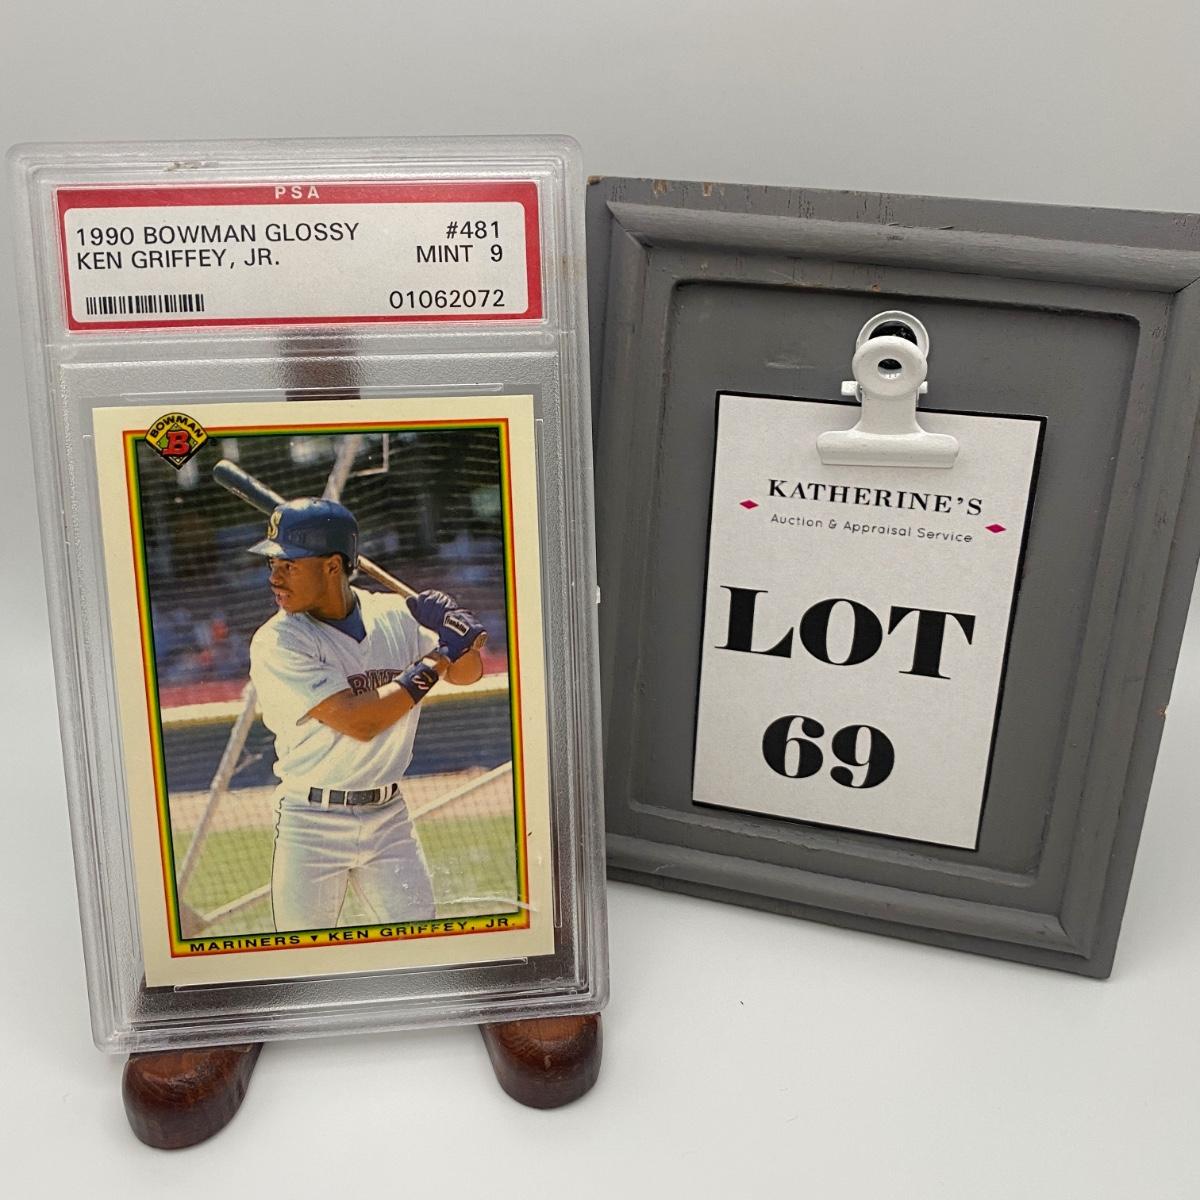 PSA
1990 BOWMAN GLOSSY #481
KEN GRIFFEY, JR. MINT 9
01062072
BOWMAN
B
S
Franklin
MARINERS ▼ KEN GRIFFEY, JR.
KATHERINE'S
Auction & Appraisal Service
LOT
69